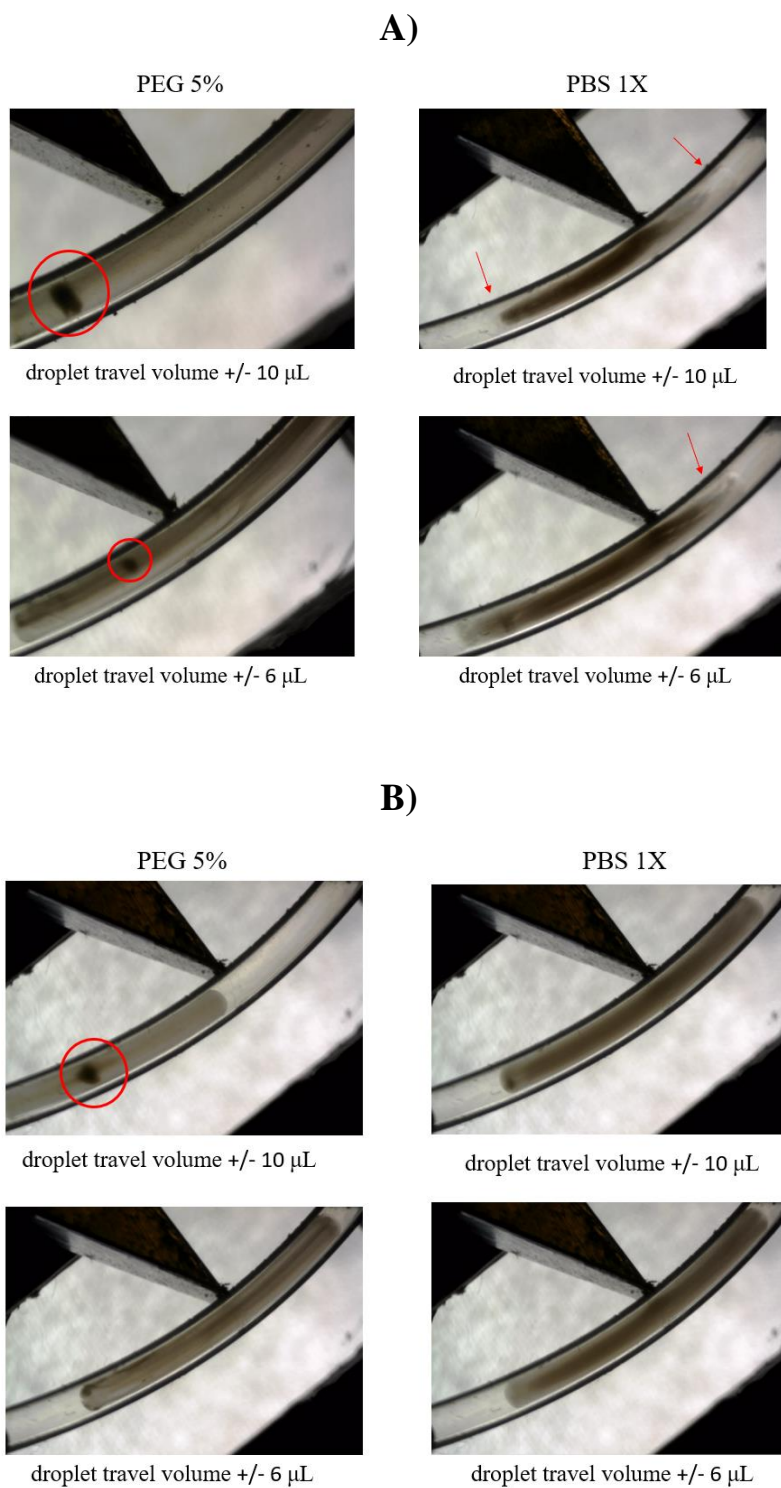 A)
PEG 5%
PBS 1X
droplet travel volume +/- 10 μL
droplet travel volume +/- 10 μL
droplet travel volume +/- 6 μL
droplet travel volume +/- 6 μL
B)
PEG 5%
PBS 1X
droplet travel volume +/- 10 μL
droplet travel volume +/- 10 μL
droplet travel volume +/- 6 μL
droplet travel volume +/- 6 μL